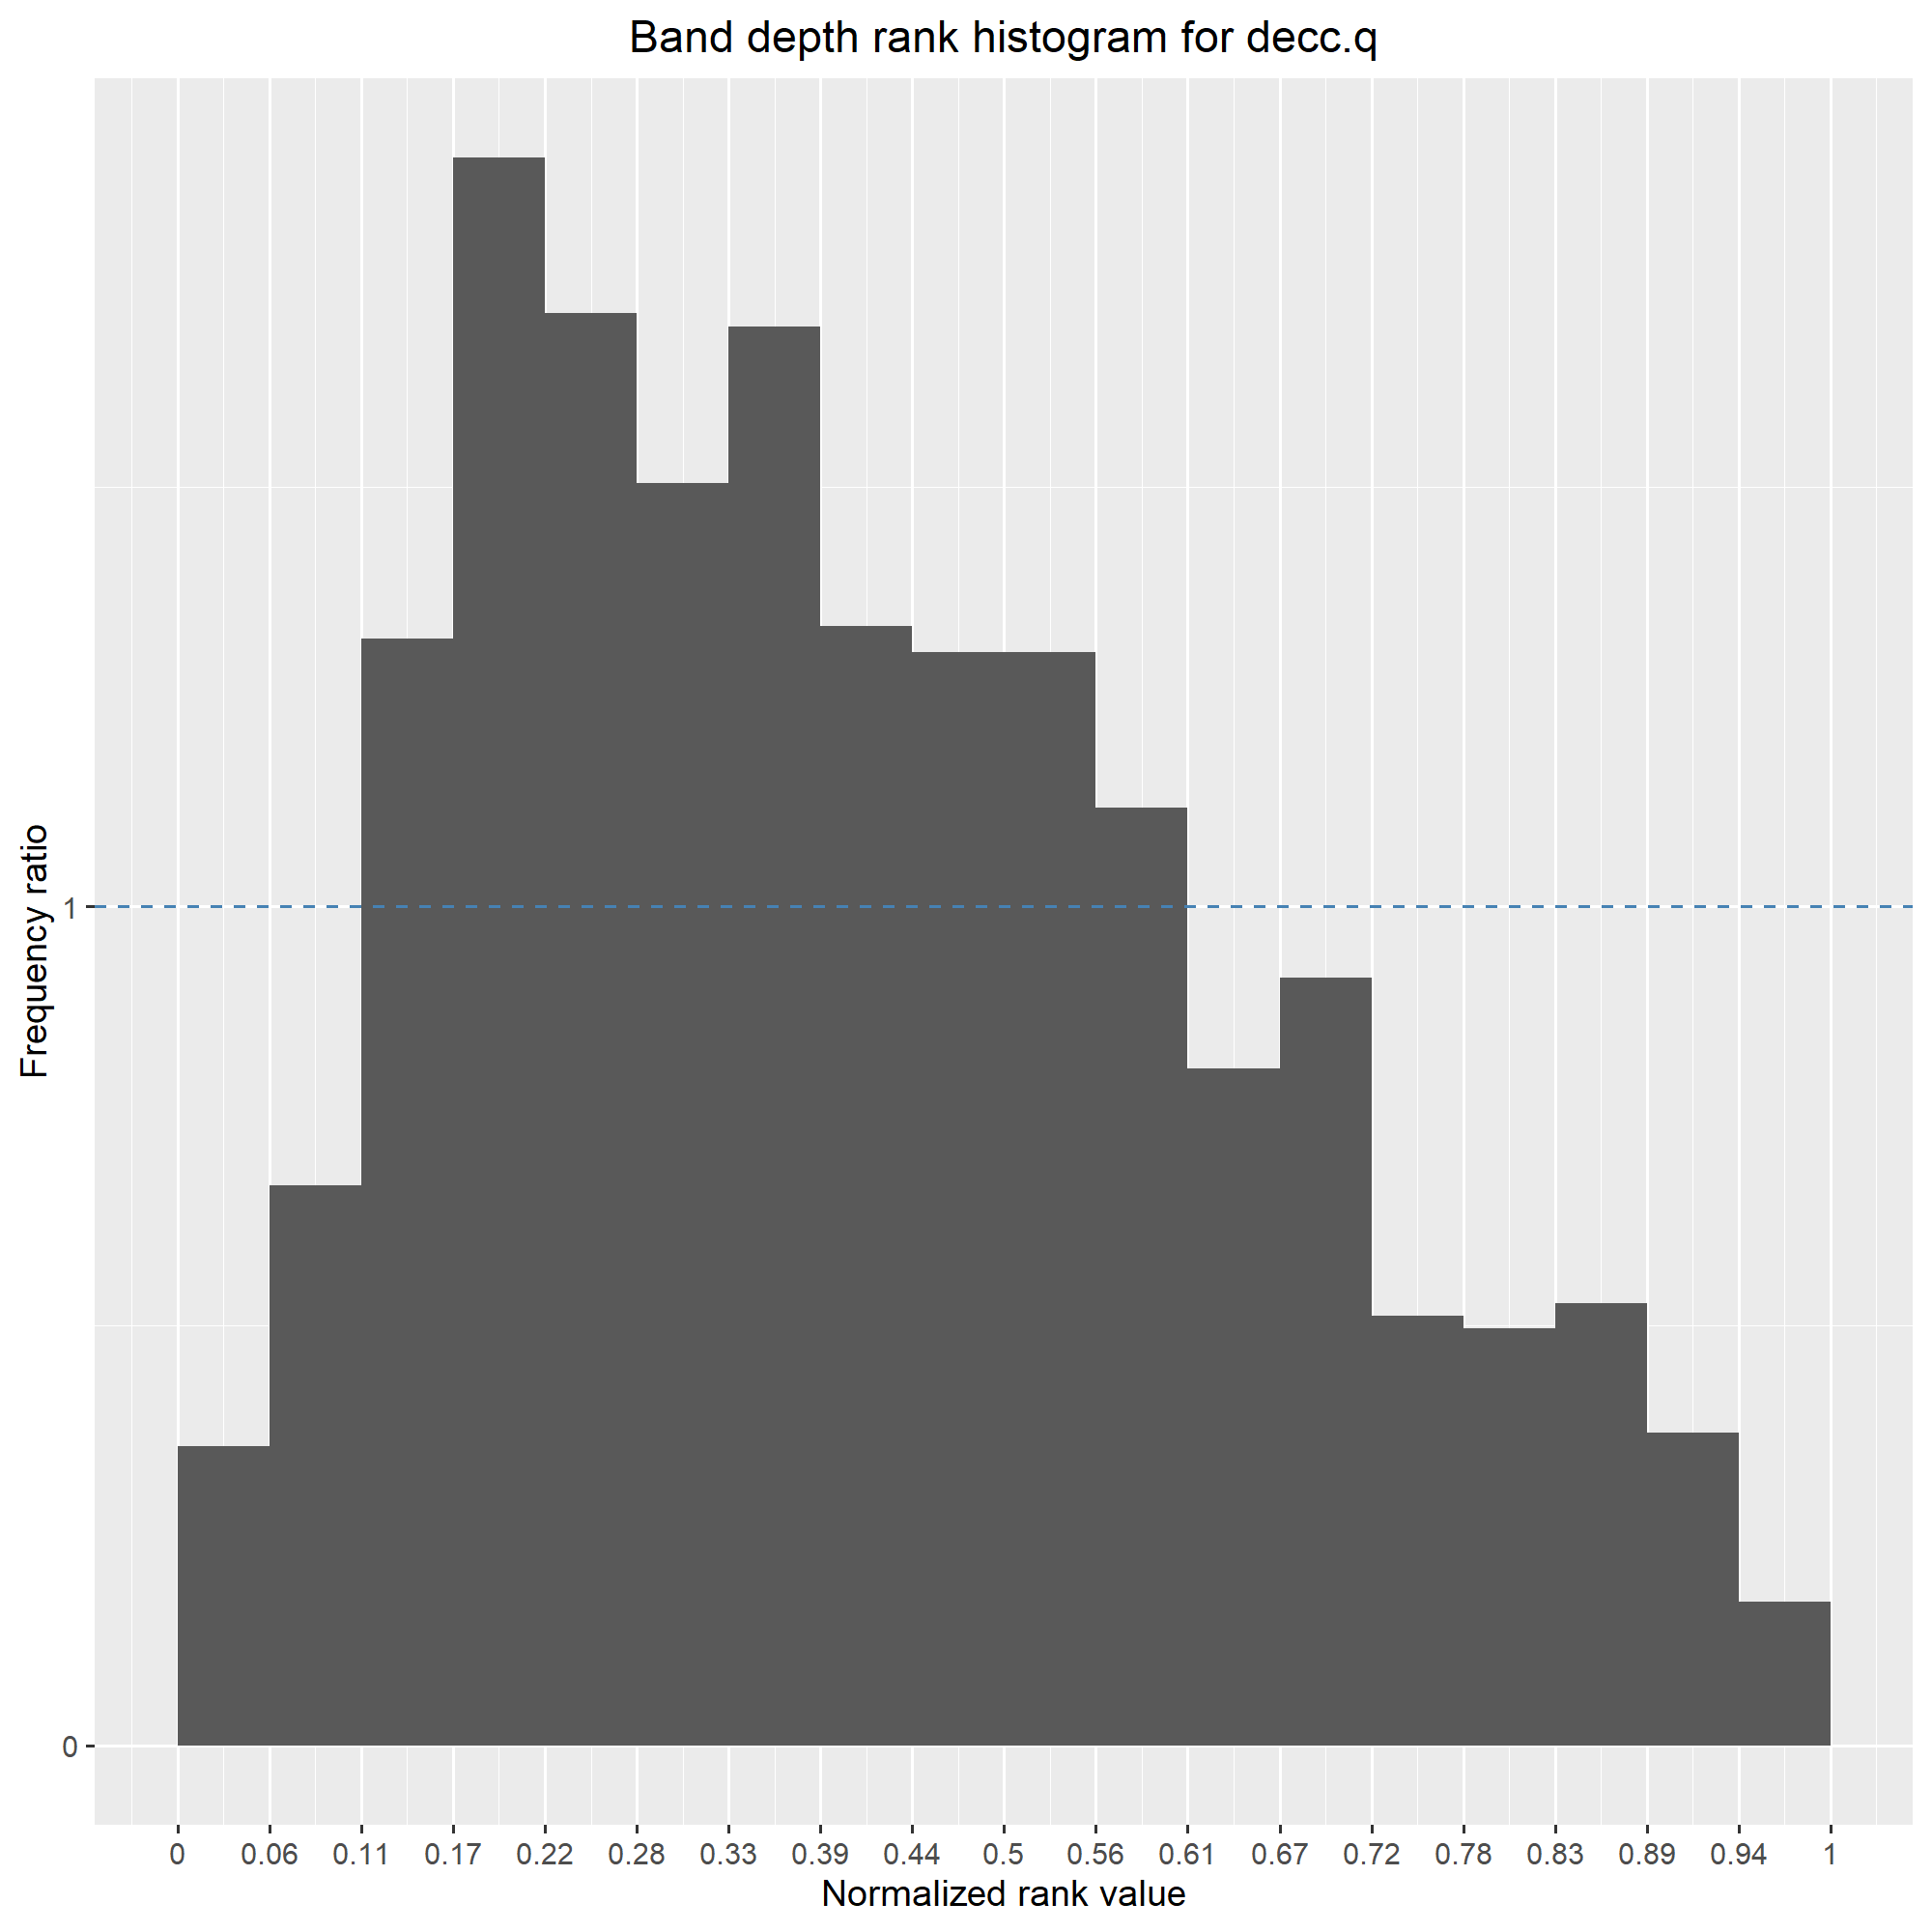 Band depth rank histogram for decc.q
Frequency ratio
1
0
0 0.06 0.11 0.17 0.22 0.28 0.33 0.39 0.44 0.5 0.56 0.61 0.67 0.72 0.78 0.83 0.89 0.94 1
Normalized rank value